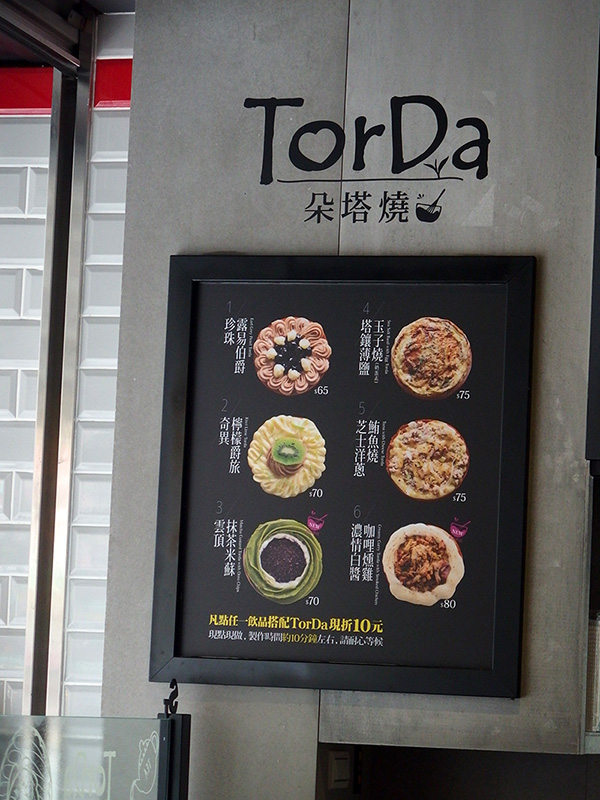 TorDa
朵塔燒
1
露易伯爵
珍珠
$65
2
檸檬爵旅
奇異
$70
3
抹茶米蘇
雲頂
NEW
$70
4
玉子燒
塔鑲薄鹽
$75
5
鮪魚燒
芝士洋蔥
$75
6
咖哩燻雞
濃情白醬
NEW
$80
凡點任一飲品搭配TorDa現折10元
現點現做，製作時間約10分鐘左右，請耐心等候